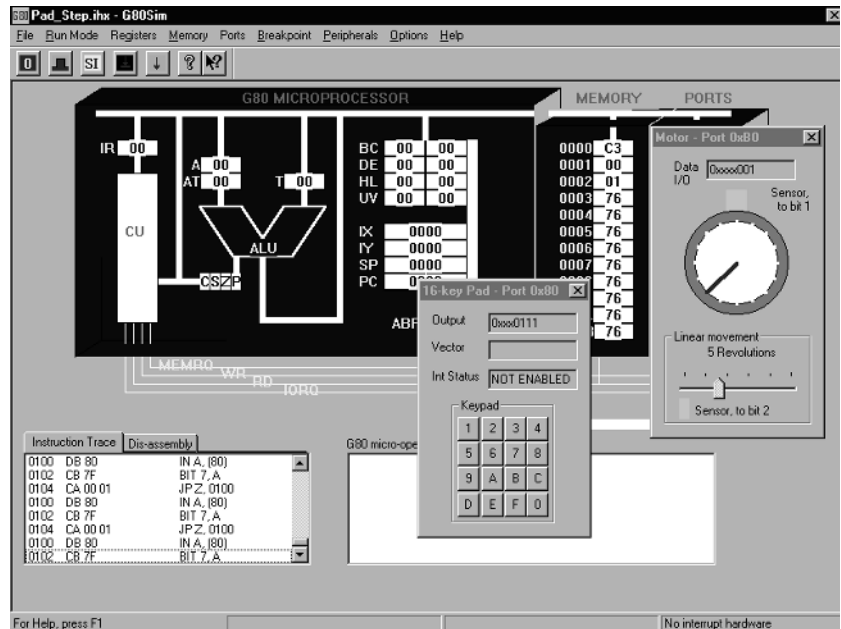 Pad_Step.ihx - G80Sim
File Run Mode Registers Memory Ports Breakpoint Peripherals Options Help
0 SI ↓ ? ?
G80 MICROPROCESSOR
MEMORY PORTS
IR 00
A 00
AT 00
T 00
CU
ALU
CSZP
BC 00 00
DE 00 00
HL 00 00
UV 00 00
IX 0000
IY 0000
SP 0000
PC
0000 C3
0001 00
0002 01
0003 76
0004 76
0005 76
0006 76
0007 76
76
76
76
MEMRQ WR RD IORQ
Motor - Port 0xB0
Data I/O 0xxxx001
Sensor, to bit 1
Linear movement
5 Revolutions
Sensor, to bit 2
16-key Pad - Port 0x80
Output 0xxx0111
Vector
Int Status NOT ENABLED
Keypad
1 2 3 4
5 6 7 8
9 A B C
D E F 0
Instruction Trace Dis-assembly
0100 DB 80 IN A, (80)
0102 CB 7F BIT 7, A
0104 CA 00 01 JP Z, 0100
0100 DB 80 IN A, (80)
0102 CB 7F BIT 7, A
0104 CA 00 01 JP Z, 0100
0100 DB 80 IN A, (80)
0102 CB 7F BIT 7, A
G80 micro-ope
For Help, press F1
No interrupt hardware